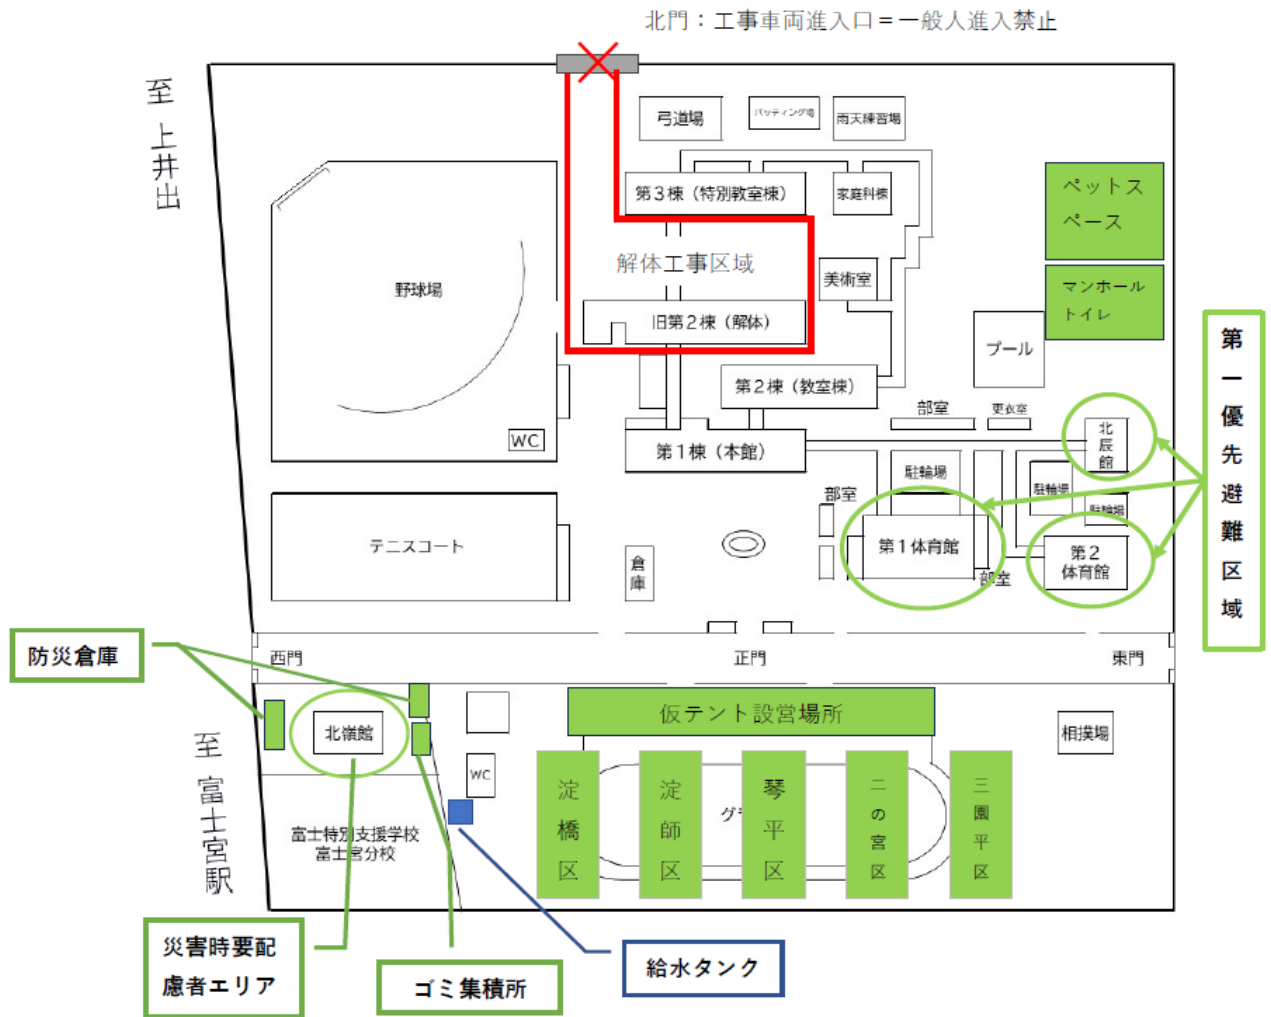 北門：工事車両進入口＝一般人進入禁止
至 上井出
弓道場
バッティング場
雨天練習場
第３棟（特別教室棟）
家庭科棟
ペットス
ペース
解体工事区域
美術室
マンホール
トイレ
野球場
旧第２棟（解体）
プール
第一優先避難区域
第２棟（教室棟）
部室
更衣室
北辰館
WC
第１棟（本館）
駐輪場
駐輪場
駐輪場
部室
テニスコート
第１体育館
第２
体育館
倉庫
部室
防災倉庫
西門
正門
東門
北嶺館
仮テント設営場所
相撲場
至 富士宮駅
WC
淀橋区
淀師区
琴平区
二の宮区
三園平区
富士特別支援学校
富士宮分校
災害時要配
慮者エリア
ゴミ集積所
給水タンク